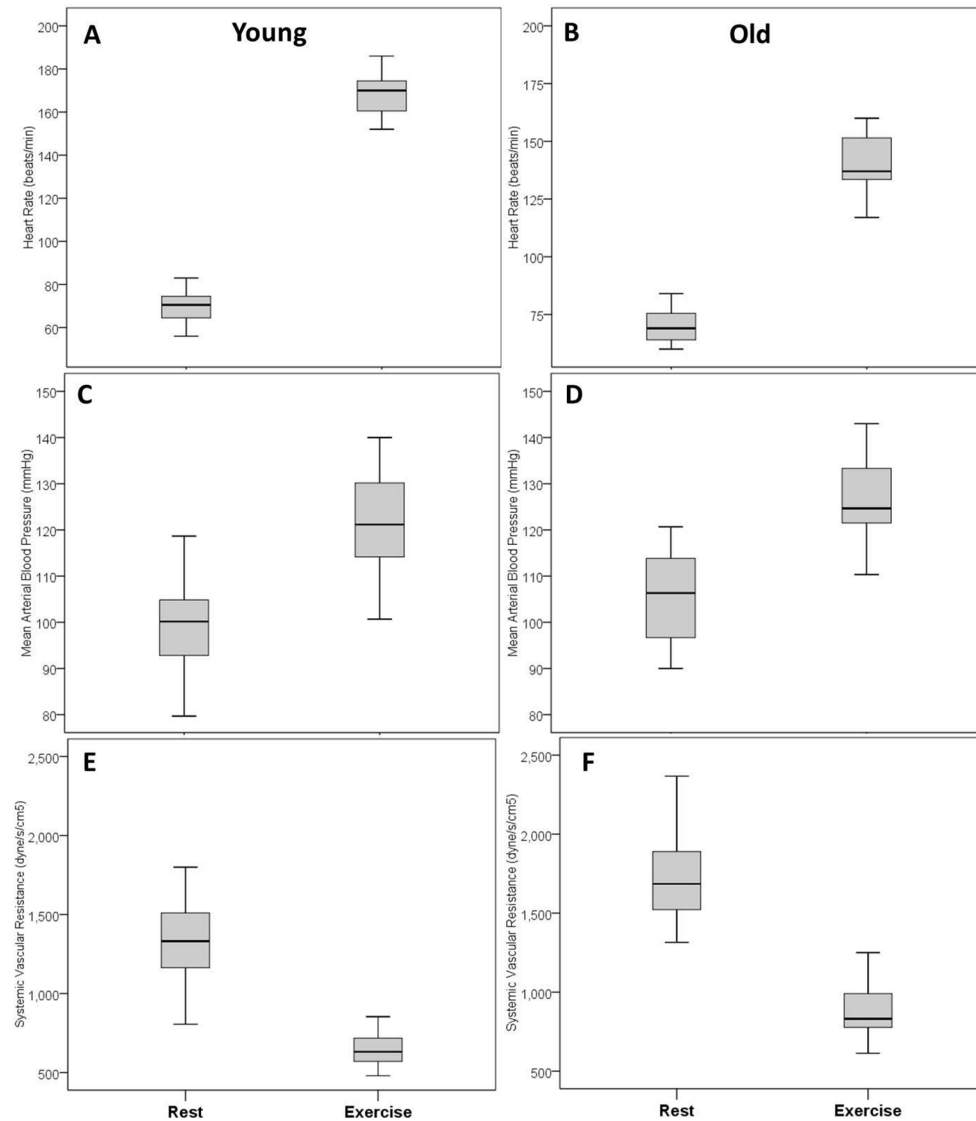 A
Young
Heart Rate (beats/min)
200
180
160
140
120
100
80
60
B
Old
Heart Rate (beats/min)
200
175
150
125
100
75
C
Mean Arterial Blood Pressure (mmHg)
150
140
130
120
110
100
90
80
D
Mean Arterial Blood Pressure (mmHg)
150
140
130
120
110
100
90
80
E
Systemic Vascular Resistance (dyne/s/cm5)
2,500
2,000
1,500
1,000
500
Rest Exercise
F
Systemic Vascular Resistance (dyne/s/cm5)
2,500
2,000
1,500
1,000
500
Rest Exercise